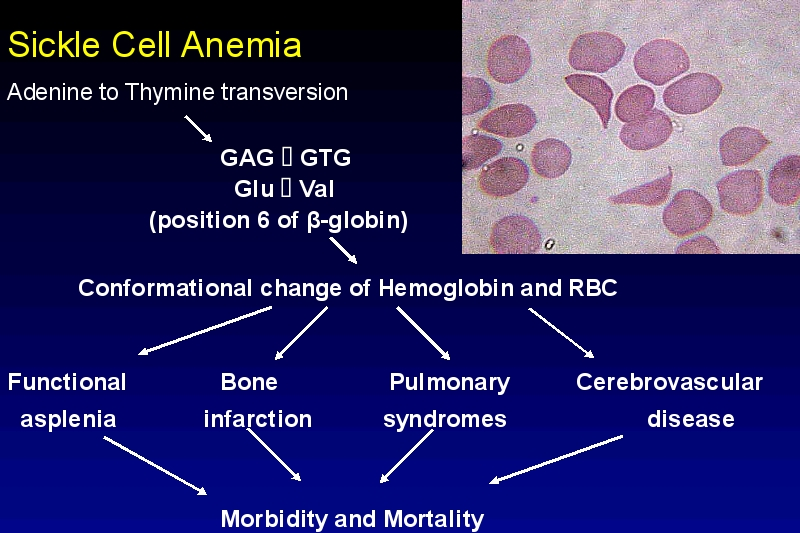 Sickle Cell Anemia
Adenine to Thymine transversion
GAG ▯ GTG
Glu ▯ Val
(position 6 of β-globin)
Conformational change of Hemoglobin and RBC
Functional Bone Pulmonary Cerebrovascular
asplenia infarction syndromes disease
Morbidity and Mortality